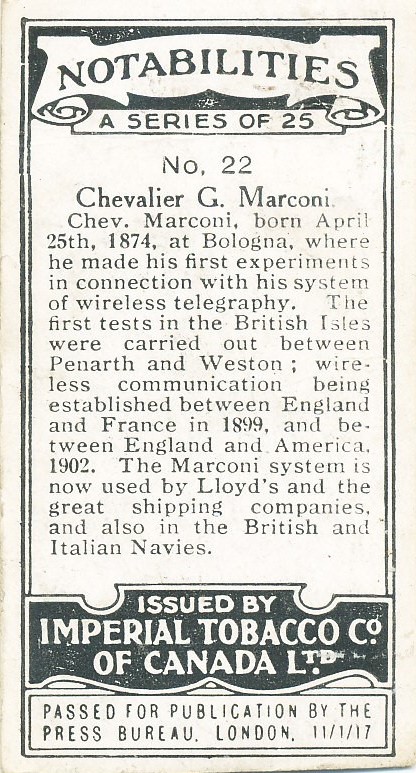 NOTABILITIES
A SERIES OF 25
No, 22
Chevalier G. Marconi.
Chev. Marconi, born April
25th, 1874, at Bologna, where
he made his first experiments
in connection with his system
of wireless telegraphy. The
first tests in the British Isles
were carried out between
Penarth and Weston ; wire-
less communication being
established between England
and France in 1899, and be-
tween England and America,
1902. The Marconi system is
now used by Lloyd's and the
great shipping companies,
and also in the British and
Italian Navies.
ISSUED BY
IMPERIAL TOBACCO Co.
OF CANADA LTD
PASSED FOR PUBLICATION BY THE
PRESS BUREAU, LONDON, 11/1/17